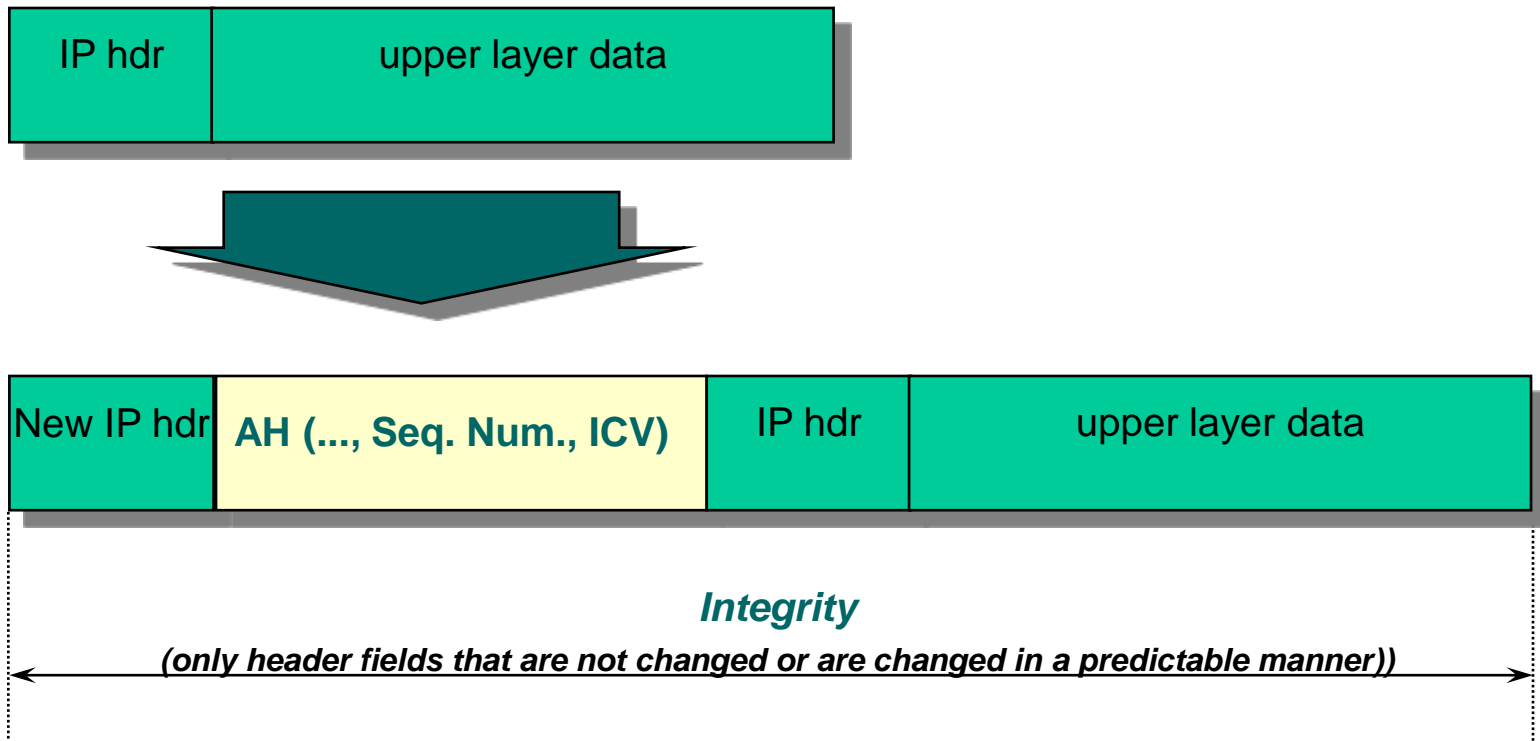 IP hdr
upper layer data
New IP hdr
AH (..., Seq. Num., ICV)
IP hdr
upper layer data
Integrity
(only header fields that are not changed or are changed in a predictable manner))